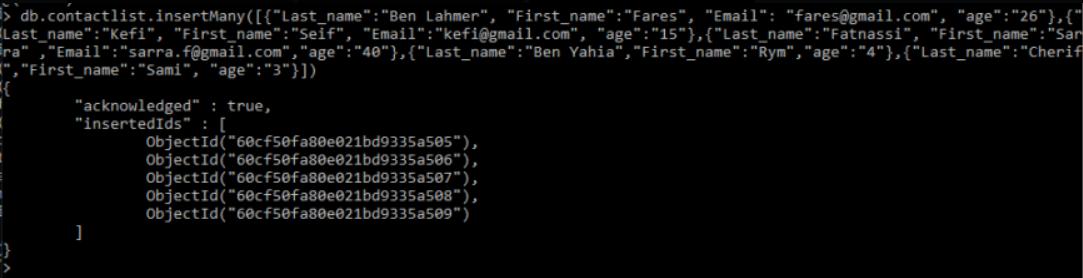 > db.contactlist.insertMany([{"Last_name":"Ben Lahmer", "First_name":"Fares", "Email": "fares@gmail.com", "age":"26"},{"
Last_name":"Kefi", "First_name":"Seif", "Email":"kefi@gmail.com", "age":"15"},{"Last_name":"Fatnassi", "First_name":"Sar
ra" ,"Email":"sarra.f@gmail.com","age":"40"},{"Last_name":"Ben Yahia","First_name":"Rym","age":"4"},{"Last_name":"Cherif
","First_name":"Sami", "age":"3"}])
{
        "acknowledged" : true,
        "insertedIds" : [
                ObjectId("60cf50fa80e021bd9335a505"),
                ObjectId("60cf50fa80e021bd9335a506"),
                ObjectId("60cf50fa80e021bd9335a507"),
                ObjectId("60cf50fa80e021bd9335a508"),
                ObjectId("60cf50fa80e021bd9335a509")
        ]
}
>